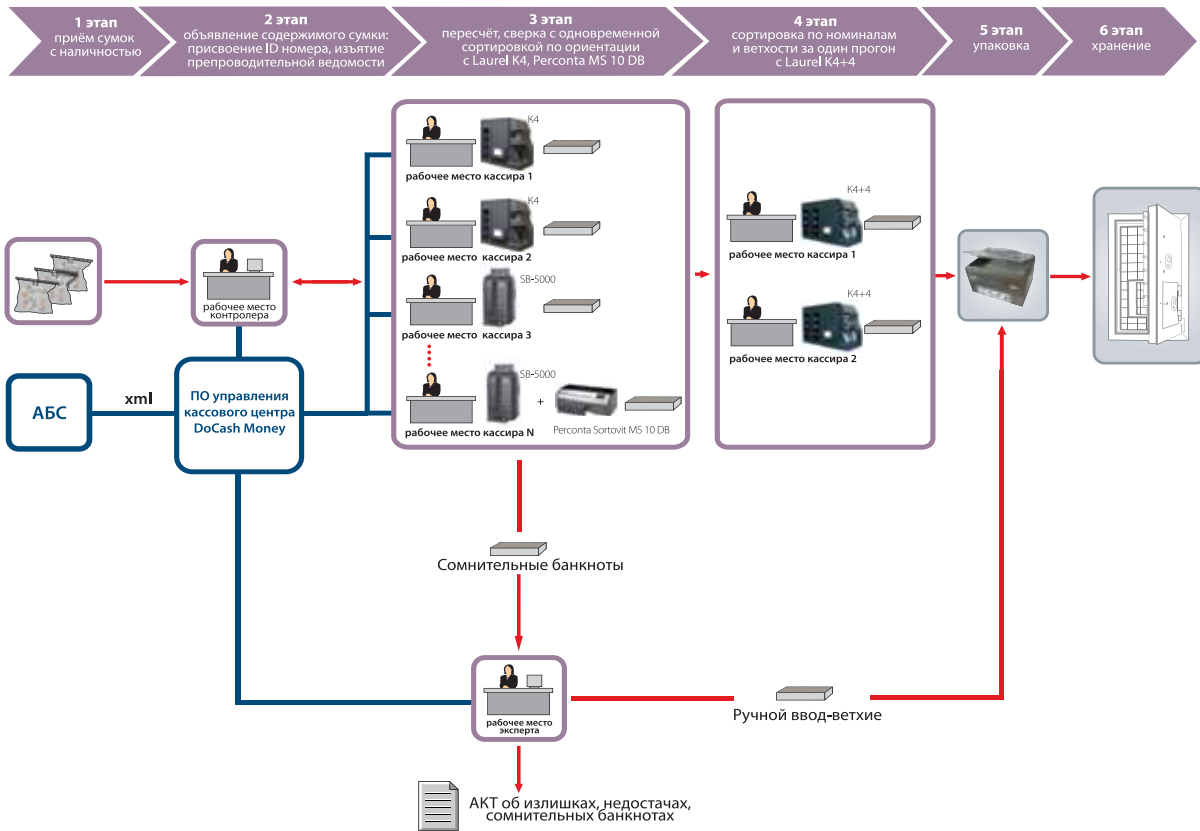 1 этап
приём сумок
с наличностью
2 этап
объявление содержимого сумки:
присвоение ID номера, изъятие
препроводительной ведомости
3 этап
пересчёт, сверка с одновременной
сортировкой по ориентации
с Laurel K4, Perconta MS 10 DB
4 этап
сортировка по номиналам
и ветхости за один прогон
с Laurel K4+4
5 этап
упаковка
6 этап
хранение
K4
рабочее место кассира 1
K4
рабочее место кассира 2
SB-5000
рабочее место кассира 3
SB-5000
+
рабочее место кассира N
Perconta Sortovit MS 10 DB
K4+4
рабочее место кассира 1
K4+4
рабочее место кассира 2
рабочее место
контролера
АБС
xml
ПО управления
кассового центра
DoCash Money
Сомнительные банкноты
рабочее место
эксперта
Ручной ввод-ветхие
АКТ об излишках, недостачах,
сомнительных банкнотах